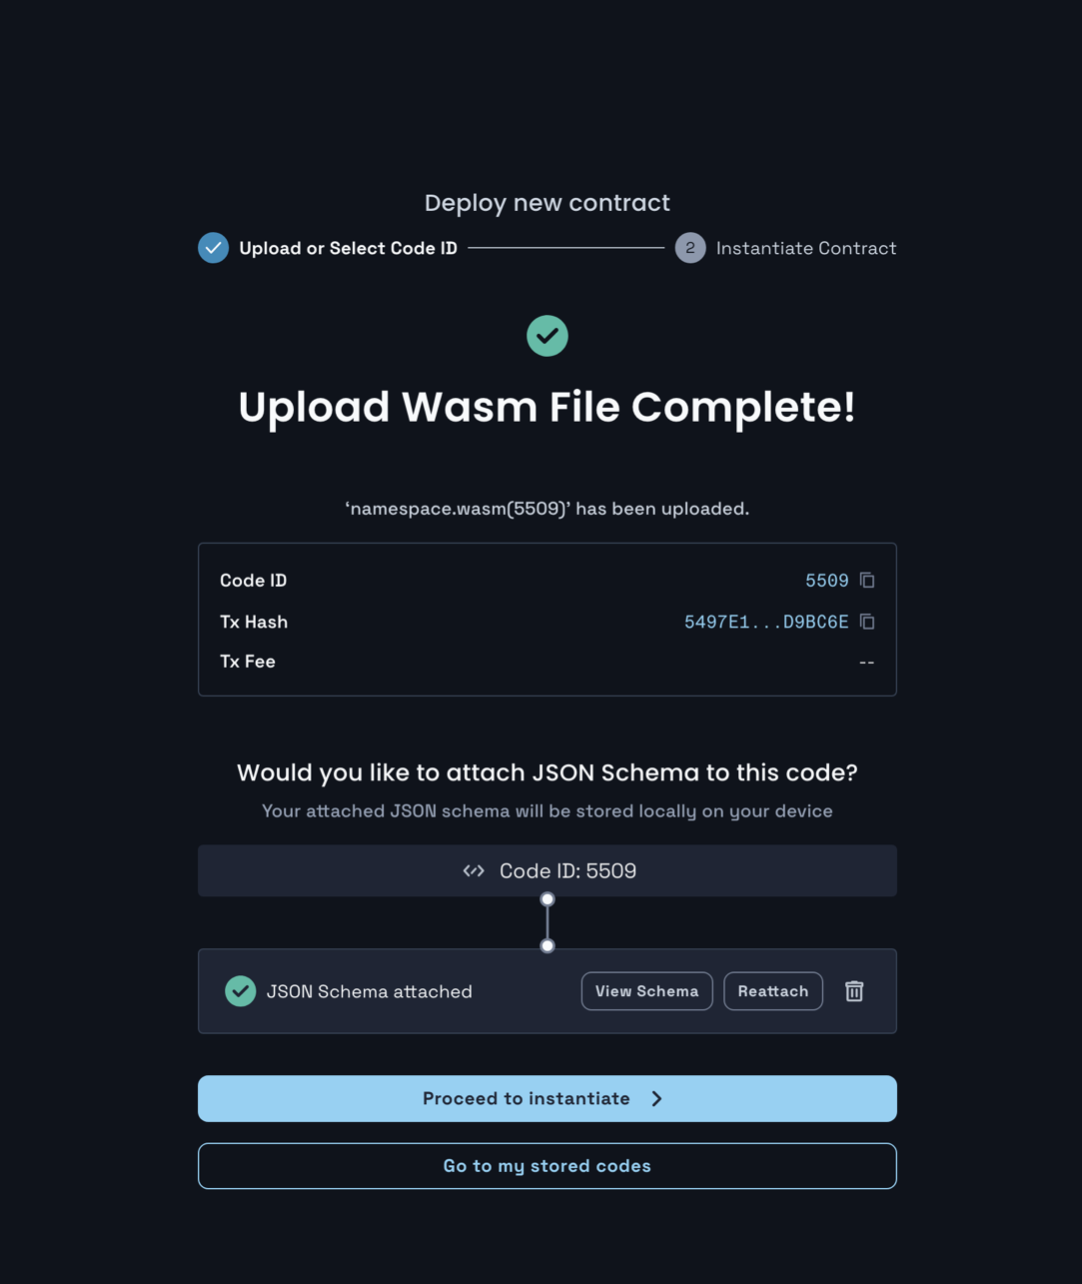 Deploy new contract
Upload or Select Code ID
2 Instantiate Contract
Upload Wasm File Complete!
‘namespace.wasm(5509)’ has been uploaded.
Code ID 5509
Tx Hash 5497E1...D9BC6E
Tx Fee --
Would you like to attach JSON Schema to this code?
Your attached JSON schema will be stored locally on your device
Code ID: 5509
JSON Schema attached View Schema Reattach
Proceed to instantiate
Go to my stored codes